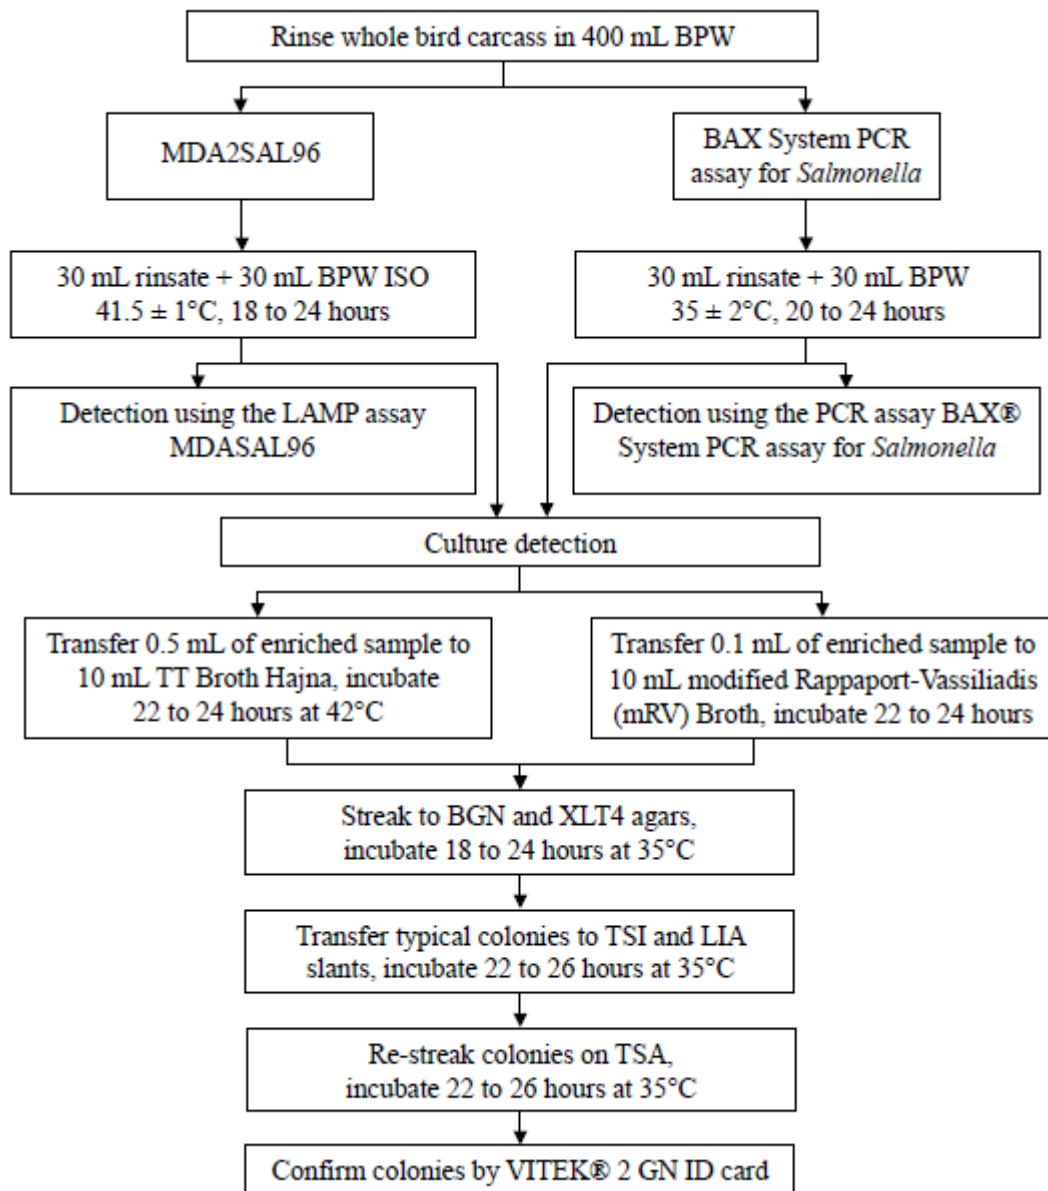 Rinse whole bird carcass in 400 mL BPW
MDA2SAL96
BAX System PCR
assay for Salmonella
30 mL rinsate + 30 mL BPW ISO
41.5 ± 1°C, 18 to 24 hours
30 mL rinsate + 30 mL BPW
35 ± 2°C, 20 to 24 hours
Detection using the LAMP assay
MDASAL96
Detection using the PCR assay BAX®
System PCR assay for Salmonella
Culture detection
Transfer 0.5 mL of enriched sample to
10 mL TT Broth Hajna, incubate
22 to 24 hours at 42°C
Transfer 0.1 mL of enriched sample to
10 mL modified Rappaport-Vassiliadis
(mRV) Broth, incubate 22 to 24 hours
Streak to BGN and XLT4 agars,
incubate 18 to 24 hours at 35°C
Transfer typical colonies to TSI and LIA
slants, incubate 22 to 26 hours at 35°C
Re-streak colonies on TSA,
incubate 22 to 26 hours at 35°C
Confirm colonies by VITEK® 2 GN ID card